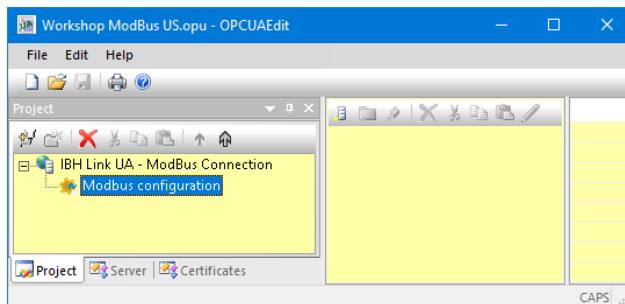 Workshop ModBus US.opu - OPCUAEdit
File Edit Help
Project
IBH Link UA - ModBus Connection
Modbus configuration
Project Server Certificates
CAPS